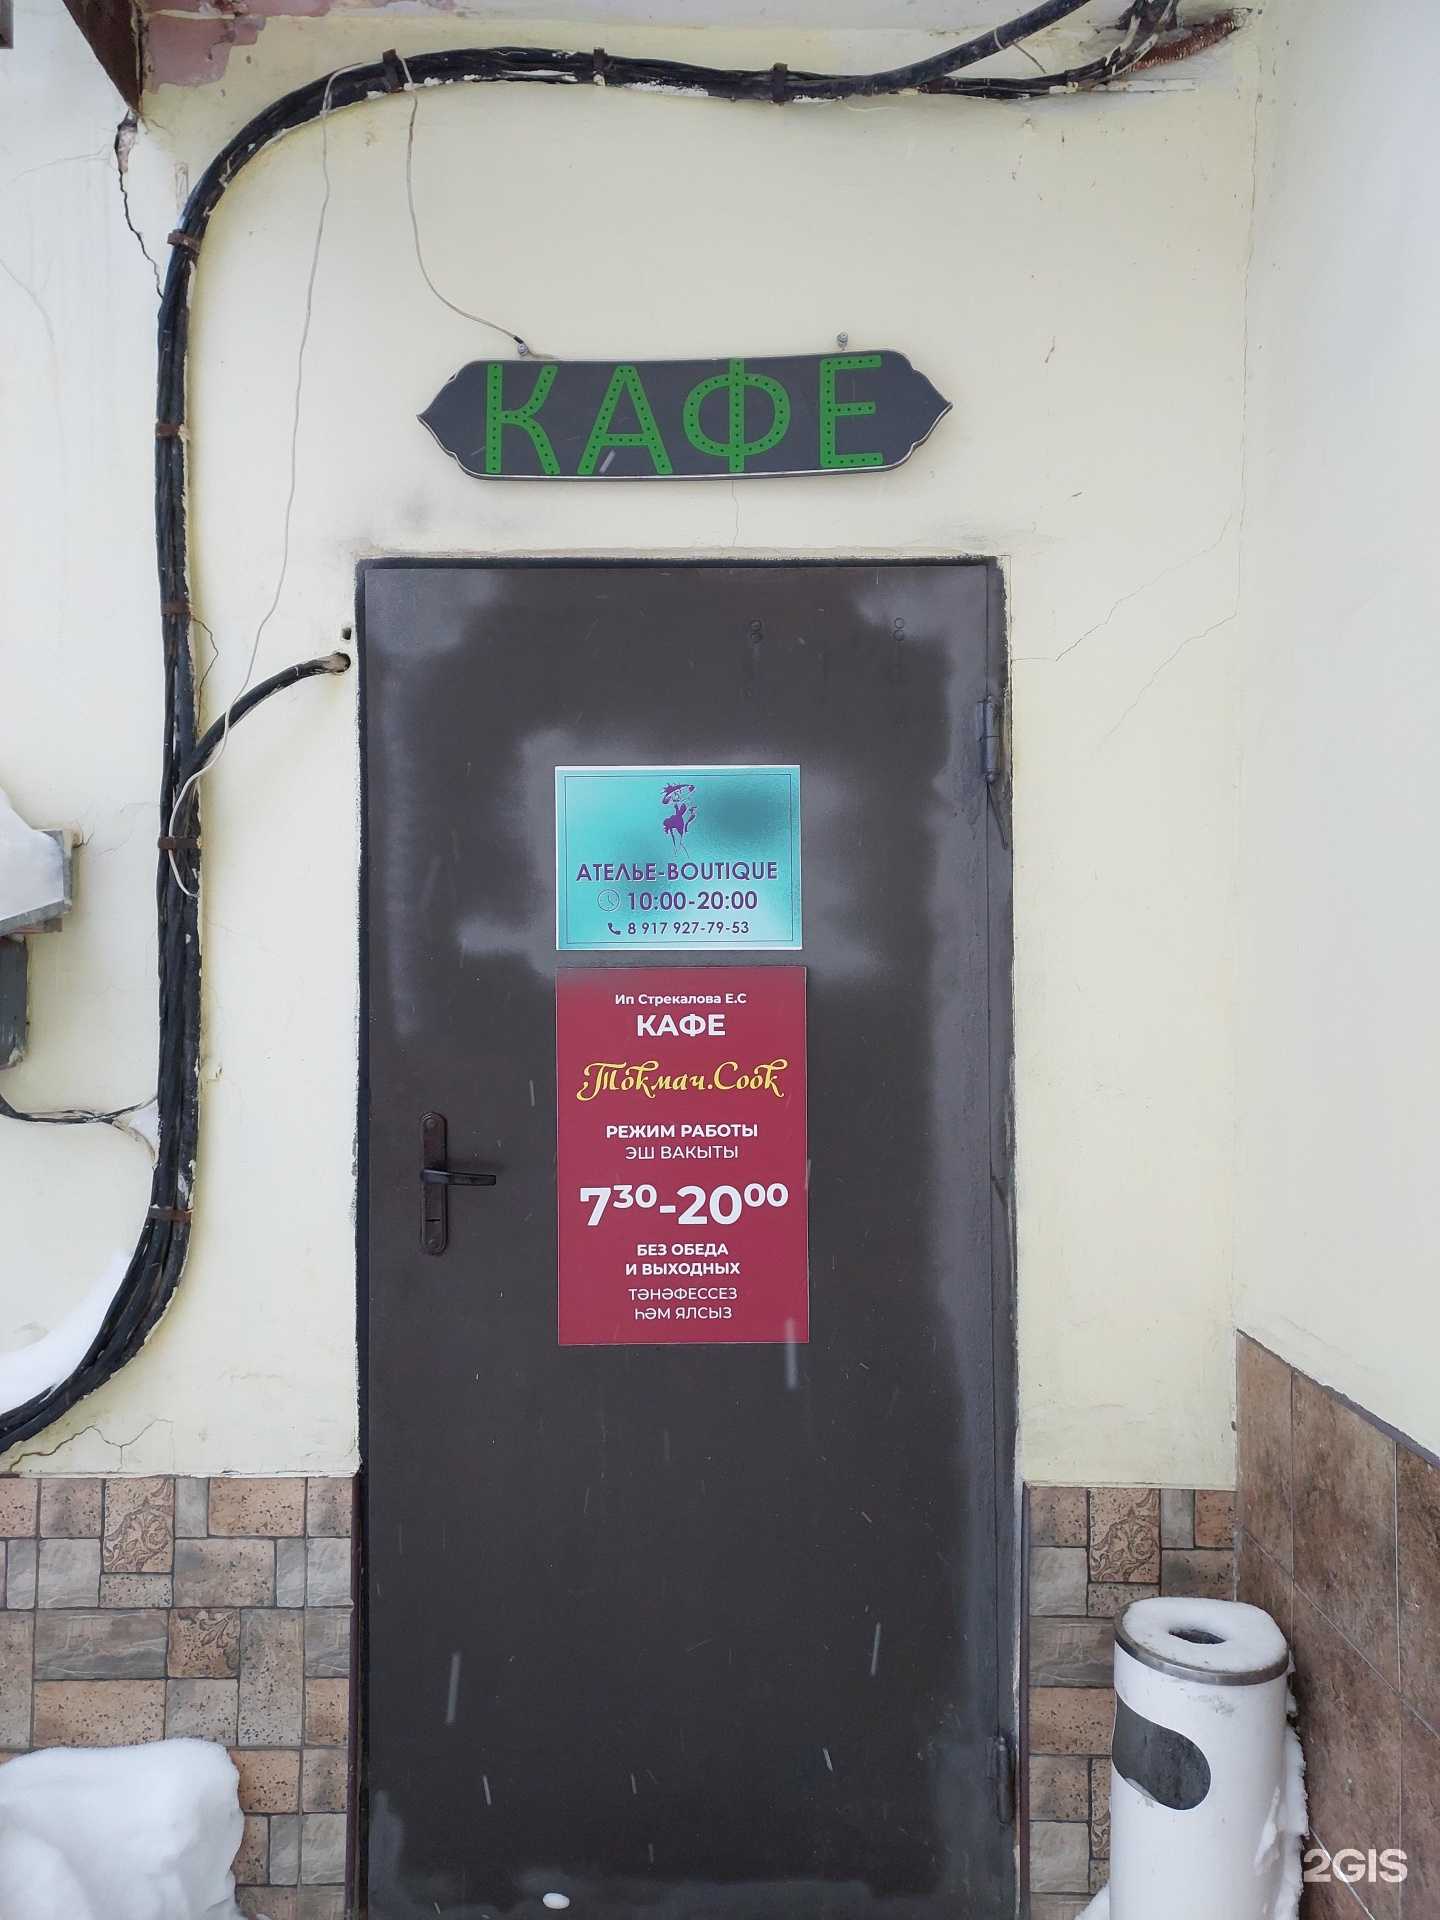 КАФЕ
АТЕЛЬЕ-BOUTIQUE
10:00-20:00
8 917 927-79-53
Ип Стрекалова Е.С
КАФЕ
Токмач.Cook
РЕЖИМ РАБОТЫ
ЭШ ВАКЫТЫ
7³⁰-20⁰⁰
БЕЗ ОБЕДА
И ВЫХОДНЫХ
ТӘНӘФЕССЕЗ
ҺӘМ ЯЛСЫЗ
2GIS